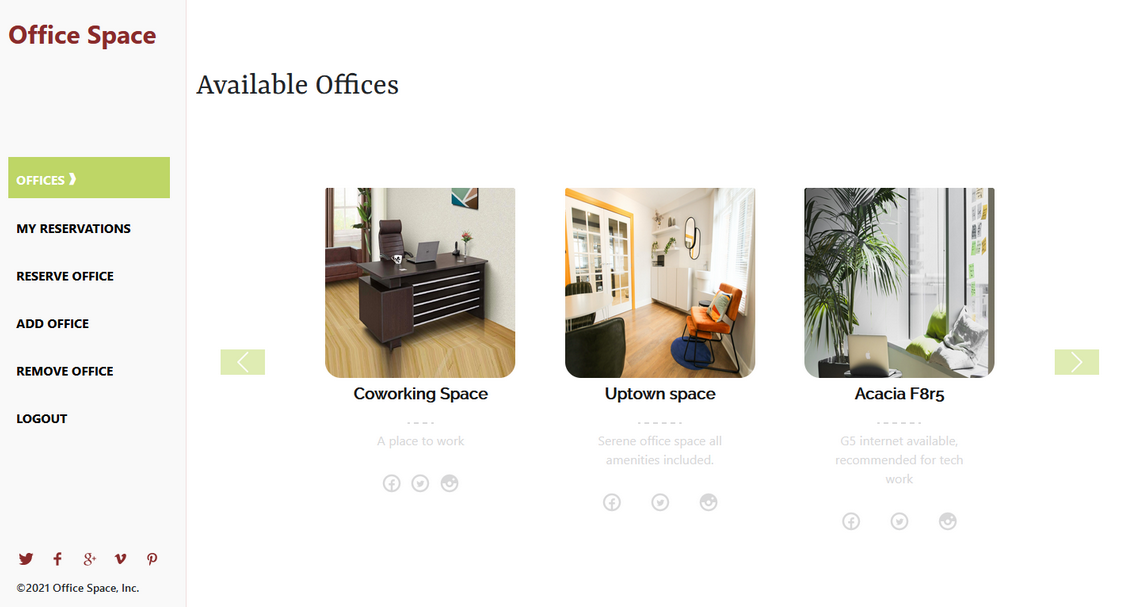 Office Space
Available Offices
OFFICES
MY RESERVATIONS
RESERVE OFFICE
ADD OFFICE
REMOVE OFFICE
LOGOUT
Coworking Space
A place to work
Uptown space
Serene office space all
amenities included.
Acacia F8r5
G5 internet available,
recommended for tech
work
©2021 Office Space, Inc.